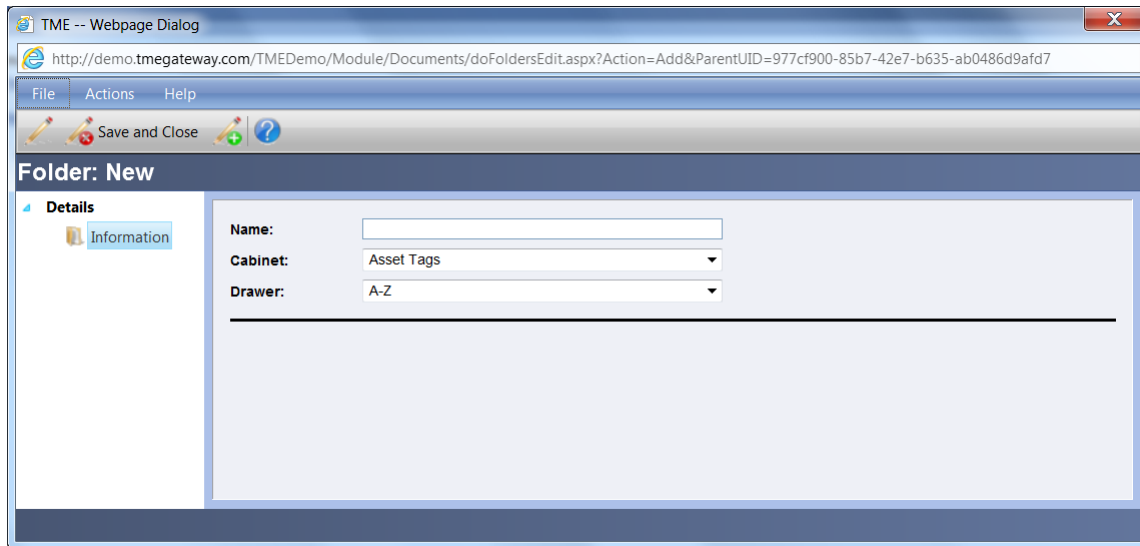 TME -- Webpage Dialog
X
http://demo.tmegateway.com/TMEDemo/Module/Documents/doFoldersEdit.aspx?Action=Add&ParentUID=977cf900-85b7-42e7-b635-ab0486d9afd7
File Actions Help
Save and Close ?
Folder: New
Details
Information
Name:
Cabinet: Asset Tags
Drawer: A-Z